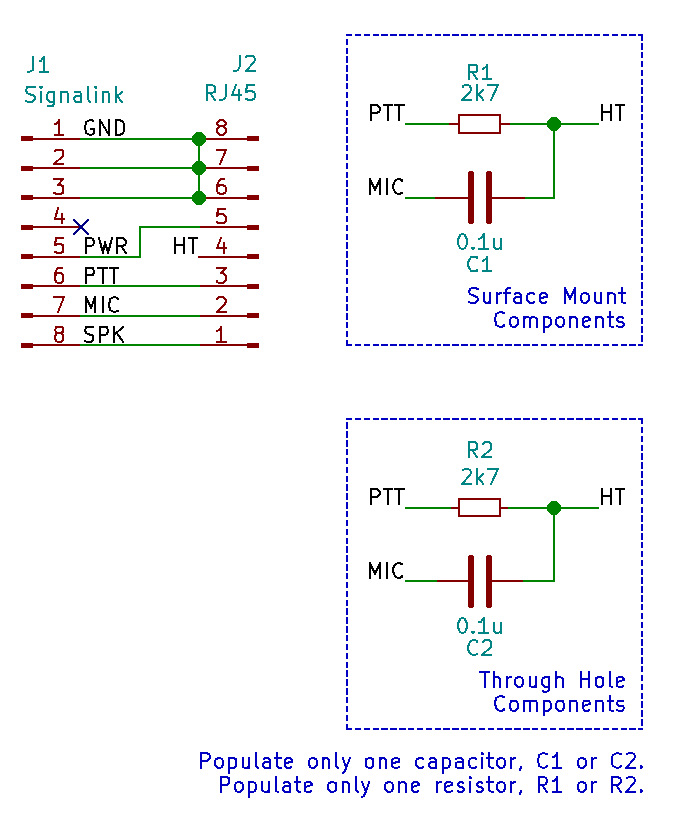 J1
Signalink
J2
RJ45
1 GND 8
2 7
3 6
4 5
5 PWR HT 4
6 PTT 3
7 MIC 2
8 SPK 1
R1
2k7
PTT HT
MIC
0.1u
C1
Surface Mount
Components
R2
2k7
PTT HT
MIC
0.1u
C2
Through Hole
Components
Populate only one capacitor, C1 or C2.
Populate only one resistor, R1 or R2.